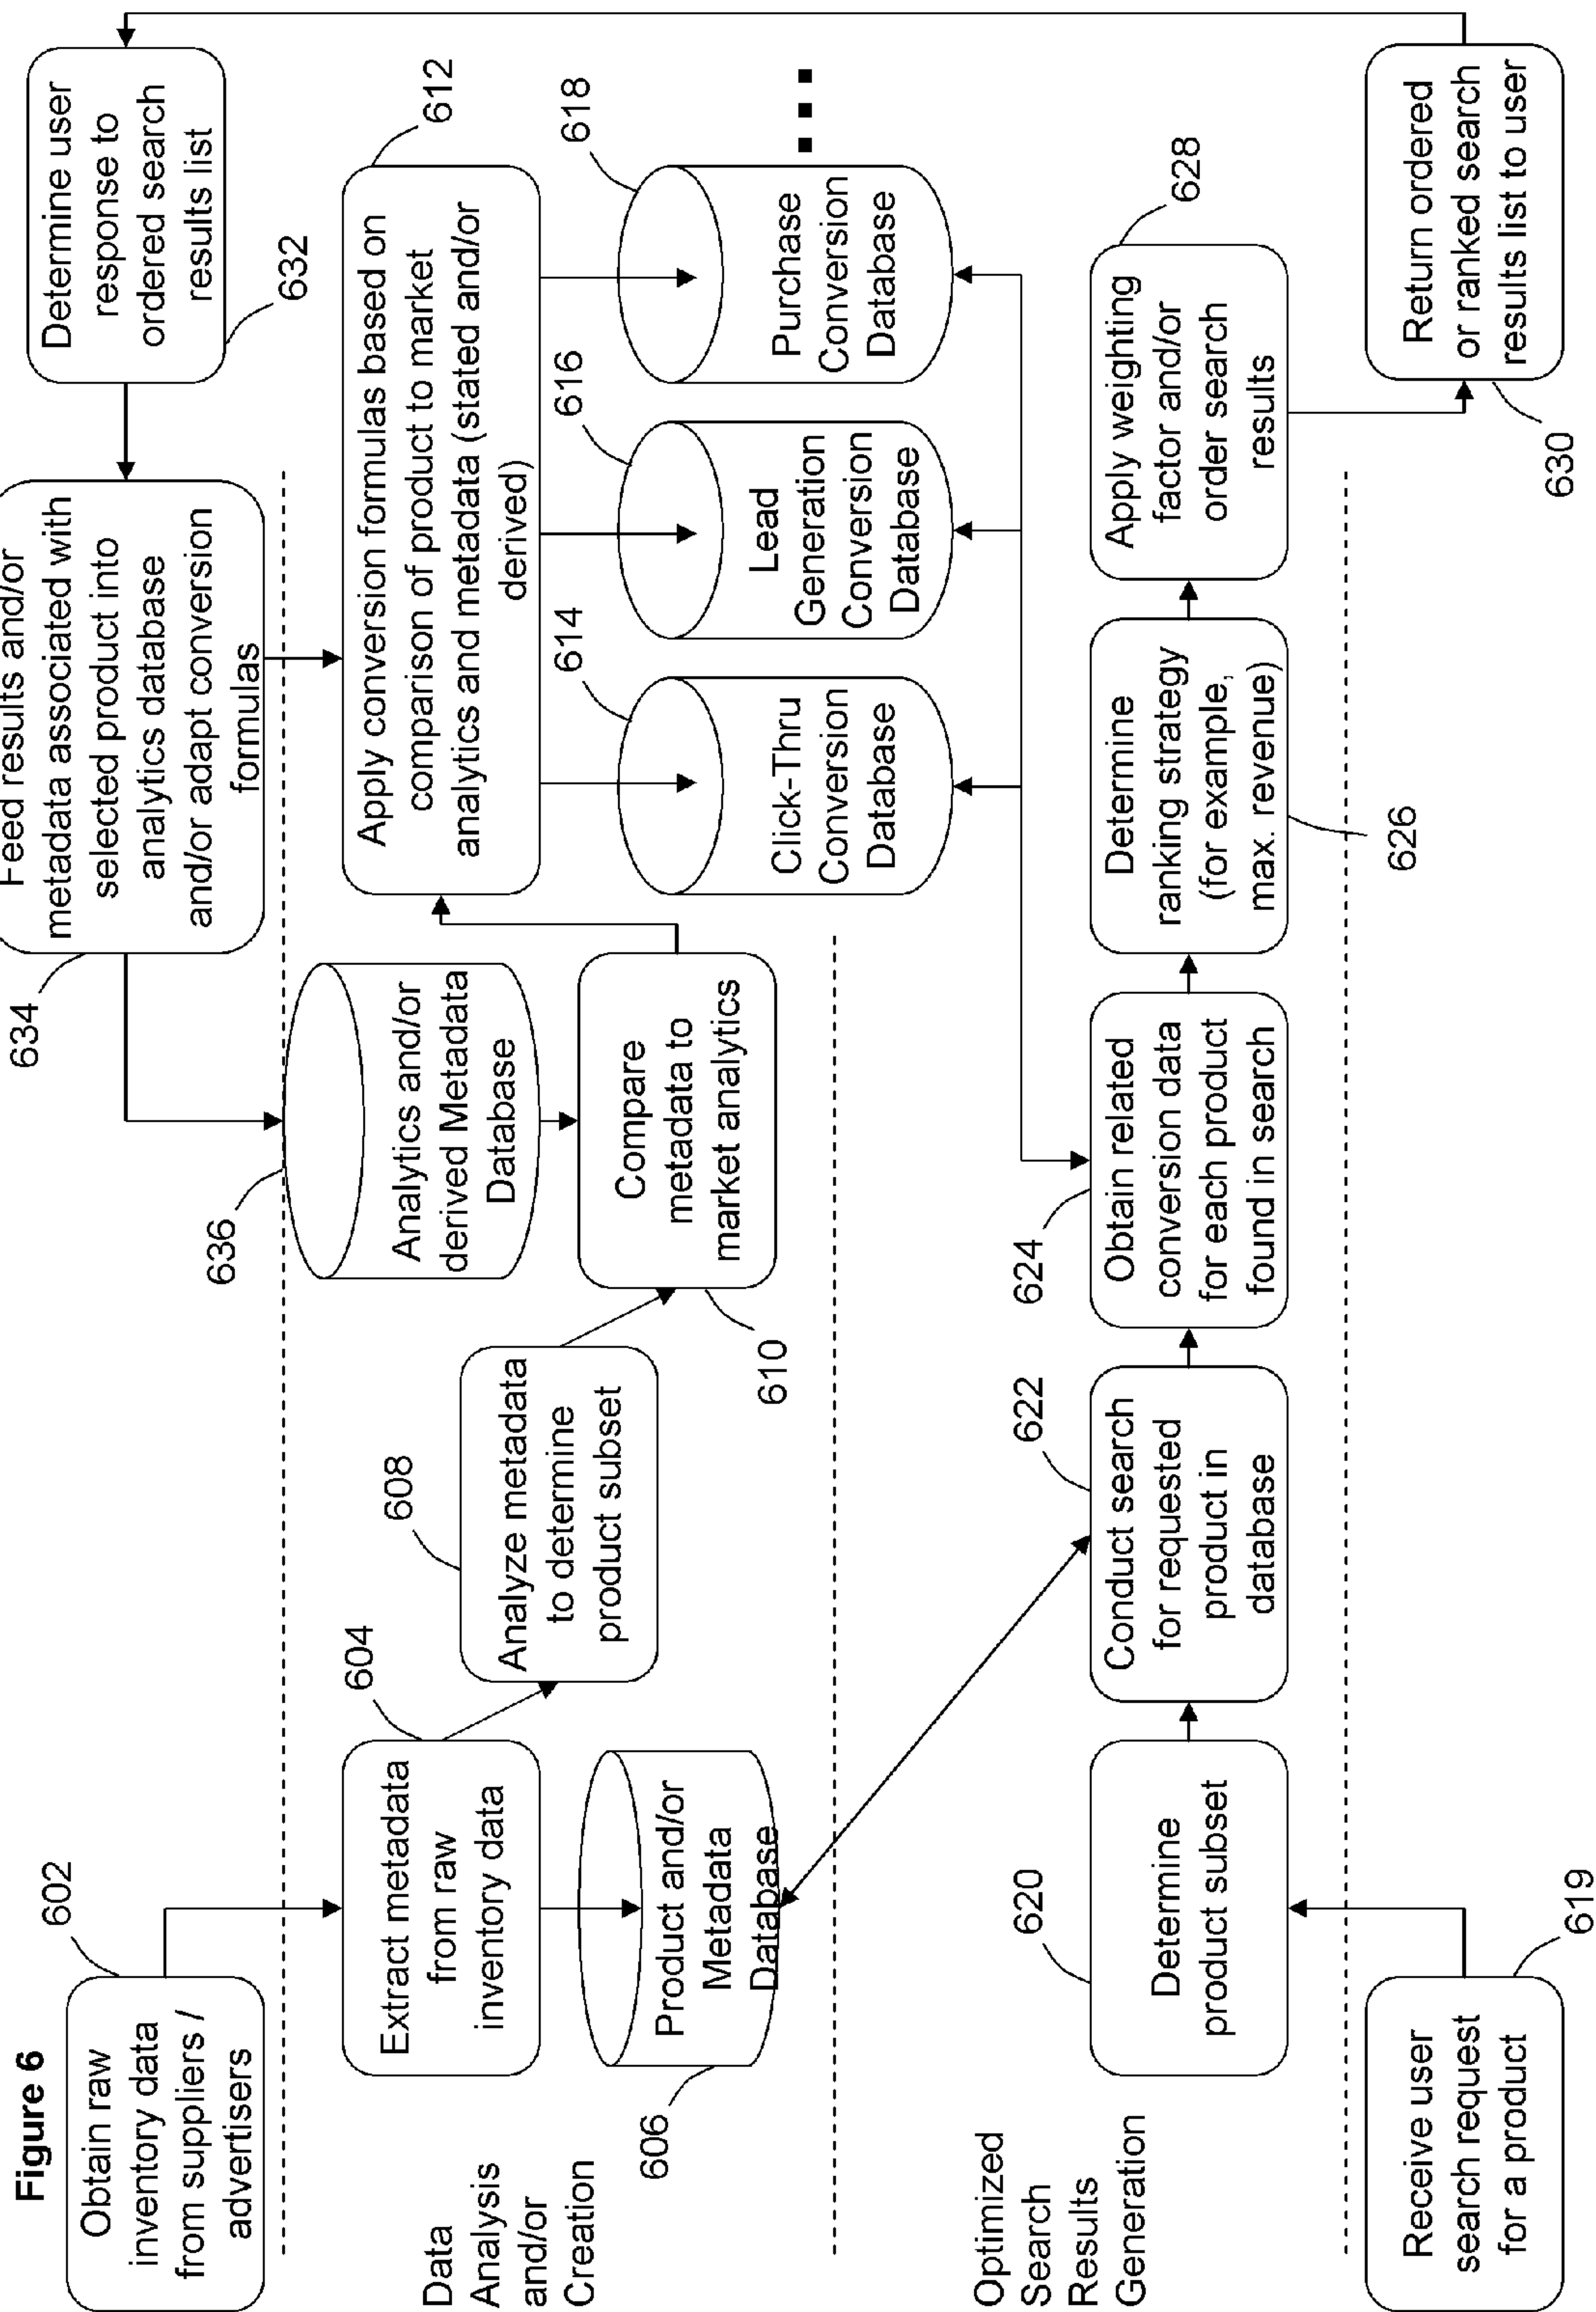 Figure 6
602
Obtain raw
inventory data
from suppliers /
advertisers
Determine user
response to
ordered search
results list
632
Feed results and/or
metadata associated with
selected product into
analytics database
and/or adapt conversion
formulas
634
636
Data
Analysis
and/or
Creation
604
Extract metadata
from raw
inventory data
606
Product and/or
Metadata
Database
608
Analyze metadata
to determine
product subset
Analytics and/or
derived Metadata
Database
Compare
metadata to
market analytics
610
612
Apply conversion formulas based on
comparison of product to market
analytics and metadata (stated and/or
derived)
614
Click-Thru
Conversion
Database
616
Lead
Generation
Conversion
Database
618
Purchase
Conversion
Database
Optimized
Search
Results
Generation
620
Determine
product subset
622
Conduct search
for requested
product in
database
624
Obtain related
conversion data
for each product
found in search
Determine
ranking strategy
(for example,
max. revenue)
626
628
Apply weighting
factor and/or
order search
results
Receive user
search request
for a product
619
Return ordered
or ranked search
results list to user
630